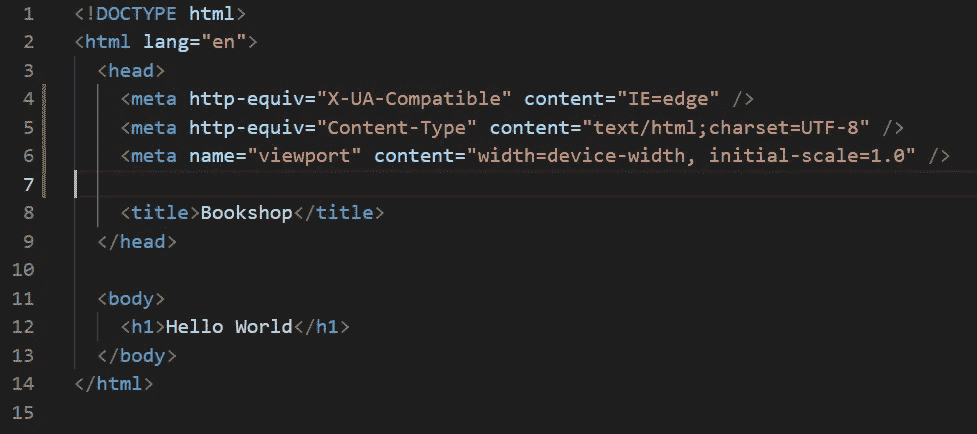 1 <!DOCTYPE html>
2 <html lang="en">
3 <head>
4 <meta http-equiv="X-UA-Compatible" content="IE=edge" />
5 <meta http-equiv="Content-Type" content="text/html;charset=UTF-8" />
6 <meta name="viewport" content="width=device-width, initial-scale=1.0" />
7
8 <title>Bookshop</title>
9 </head>
10
11 <body>
12 <h1>Hello World</h1>
13 </body>
14 </html>
15